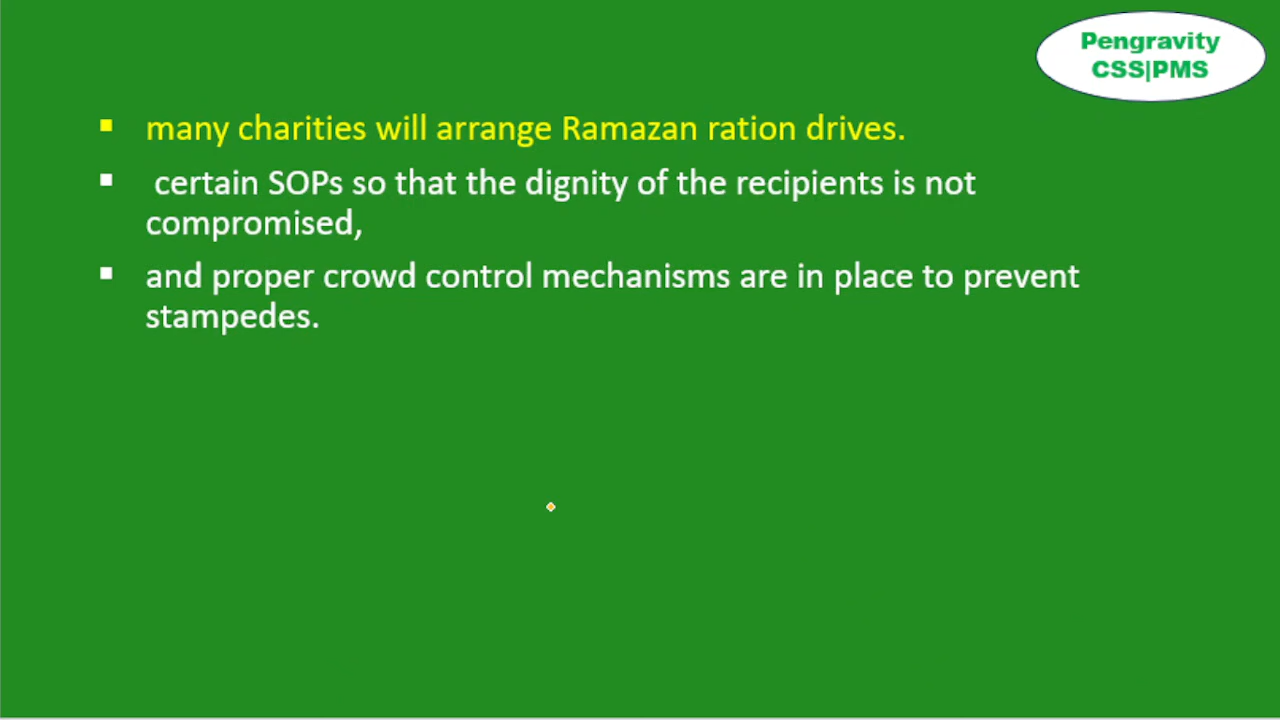 Pengravity
CSS|PMS
many charities will arrange Ramazan ration drives.
certain SOPs so that the dignity of the recipients is not
compromised,
and proper crowd control mechanisms are in place to prevent
stampedes.